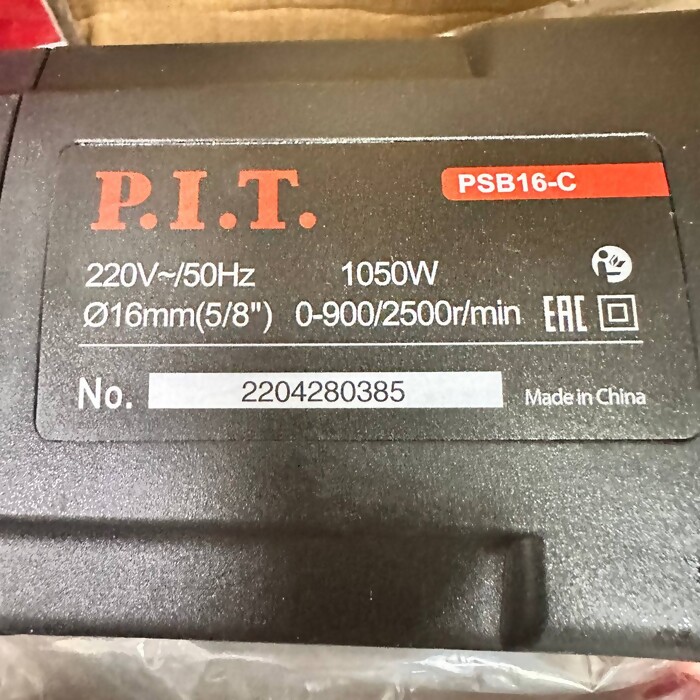 P.I.T.
PSB16-C
220V~/50Hz 1050W
Ø16mm(5/8") 0-900/2500r/min EAC
No. 2204280385 Made in China